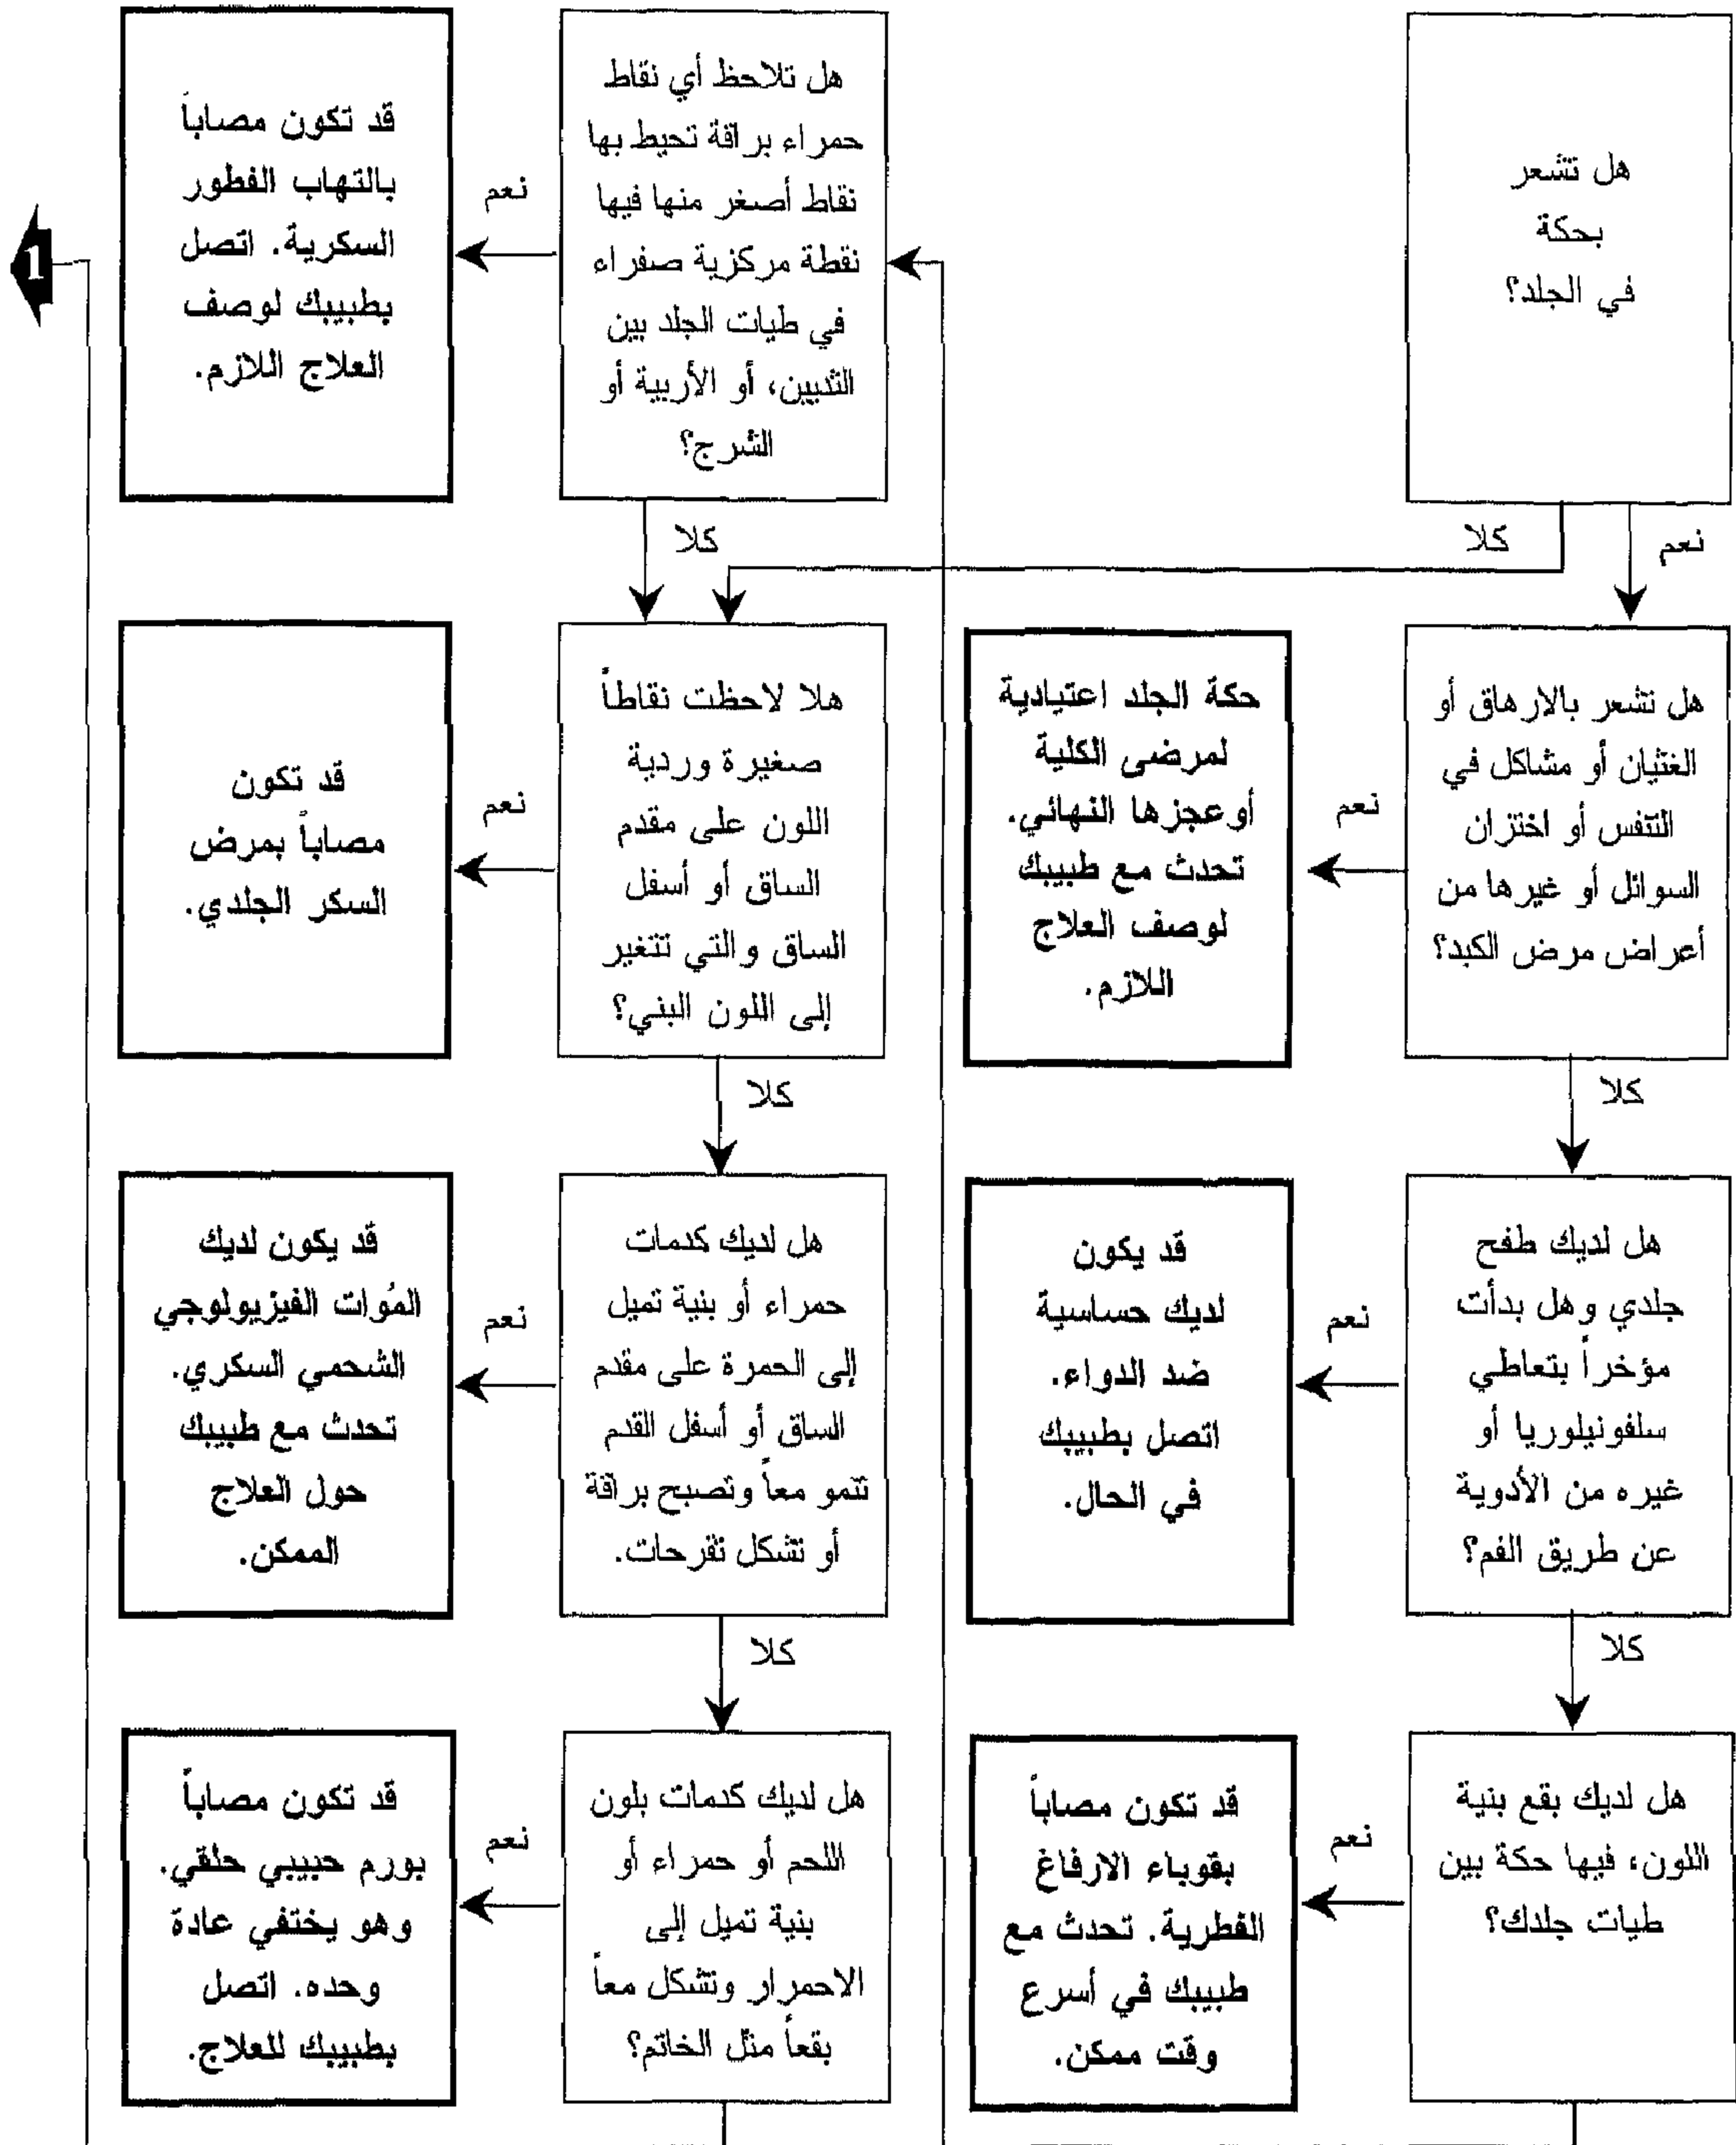 هل تشعر
بحكة
في الجلد؟
نعم
كلا
هل تشعر بالارهاق أو
الغثيان أو مشاكل في
التنفس أو اختزان
السوائل أو غيرها من
أعراض مرض الكبد؟
نعم
حكة الجلد اعتيادية
لمرضى الكلية
أوعجزها النهائي.
تحدث مع طبيبك
لوصف العلاج
اللازم.
كلا
هل لديك طفح
جلدي وهل بدأت
مؤخراً بتعاطي
سلفونيلوريا أو
غيره من الأدوية
عن طريق الفم؟
نعم
قد يكون
لديك حساسية
ضد الدواء.
اتصل بطبيبك
في الحال.
كلا
هل لديك بقع بنية
اللون، فيها حكة بين
طيات جلدك؟
نعم
قد تكون مصاباً
بقوباء الارفاغ
الفطرية. تحدث مع
طبيبك في أسرع
وقت ممكن.
هل تلاحظ أي نقاط
حمراء براقة تحيط بها
نقاط أصغر منها فيها
نقطة مركزية صفراء
في طيات الجلد بين
الثديين، أو الأربية أو
الشرج؟
نعم
قد تكون مصاباً
بالتهاب الفطور
السكرية. اتصل
بطبيبك لوصف
العلاج اللازم.
كلا
هلا لاحظت نقاطاً
صغيرة وردية
اللون على مقدم
الساق أو أسفل
الساق والتي تتغير
إلى اللون البني؟
نعم
قد تكون
مصاباً بمرض
السكر الجلدي.
كلا
هل لديك كدمات
حمراء أو بنية تميل
إلى الحمرة على مقدم
الساق أو أسفل القدم
تنمو معاً وتصبح براقة
أو تشكل تقرحات.
نعم
قد يكون لديك
المُوات الفيزيولوجي
الشحمي السكري.
تحدث مع طبيبك
حول العلاج
الممكن.
كلا
هل لديك كدمات بلون
اللحم أو حمراء أو
بنية تميل إلى
الاحمرار وتشكل معاً
بقعاً مثل الخاتم؟
نعم
قد تكون مصاباً
بورم حبيبي حلقي.
وهو يختفي عادة
وحده. اتصل
بطبيبك للعلاج.
1